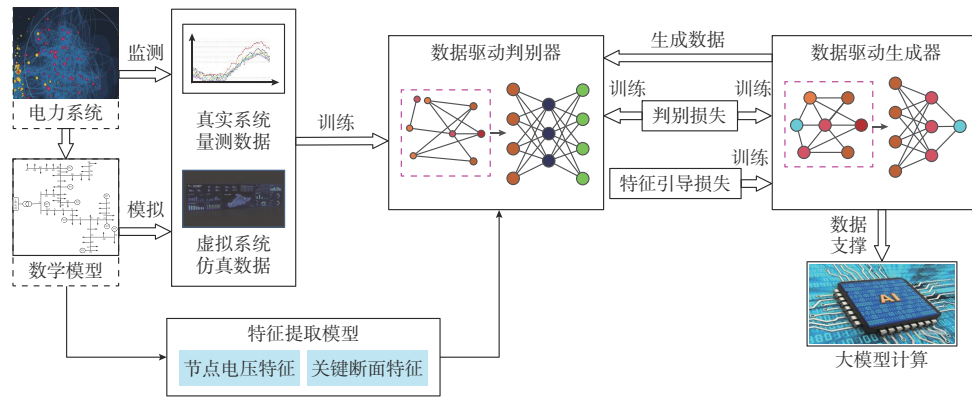 监测
电力系统
真实系统
量测数据
模拟
数学模型
虚拟系统
仿真数据
训练
数据驱动判别器
生成数据
训练
判别损失
训练
训练
特征引导损失
数据驱动生成器
数据
支撑
AI
大模型计算
特征提取模型
节点电压特征
关键断面特征